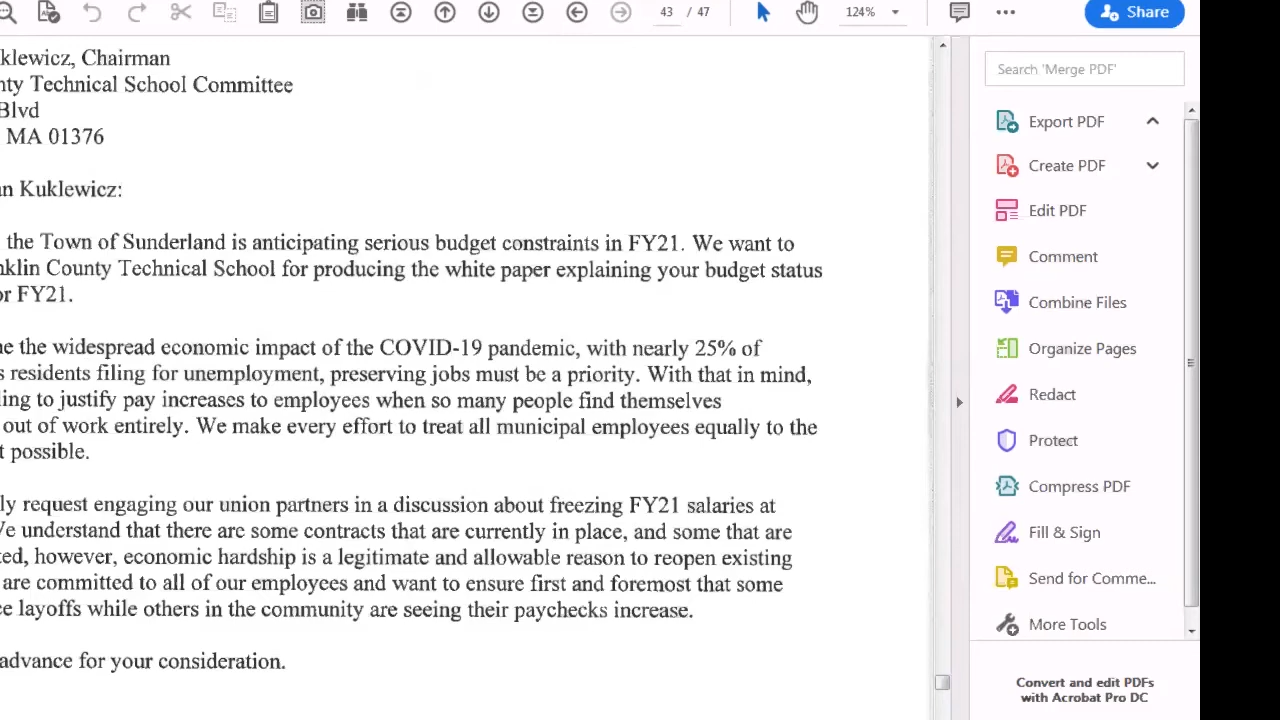 43 / 47
124%
Share
klewicz, Chairman
nty Technical School Committee
Blvd
MA 01376
n Kuklewicz:
the Town of Sunderland is anticipating serious budget constraints in FY21. We want to
nklin County Technical School for producing the white paper explaining your budget status
or FY21.
ne the widespread economic impact of the COVID-19 pandemic, with nearly 25% of
s residents filing for unemployment, preserving jobs must be a priority. With that in mind,
ling to justify pay increases to employees when so many people find themselves
out of work entirely. We make every effort to treat all municipal employees equally to the
t possible.
ly request engaging our union partners in a discussion about freezing FY21 salaries at
We understand that there are some contracts that are currently in place, and some that are
ted, however, economic hardship is a legitimate and allowable reason to reopen existing
are committed to all of our employees and want to ensure first and foremost that some
ce layoffs while others in the community are seeing their paychecks increase.
advance for your consideration.
Search 'Merge PDF'
Export PDF
Create PDF
Edit PDF
Comment
Combine Files
Organize Pages
Redact
Protect
Compress PDF
Fill & Sign
Send for Comme...
More Tools
Convert and edit PDFs
with Acrobat Pro DC